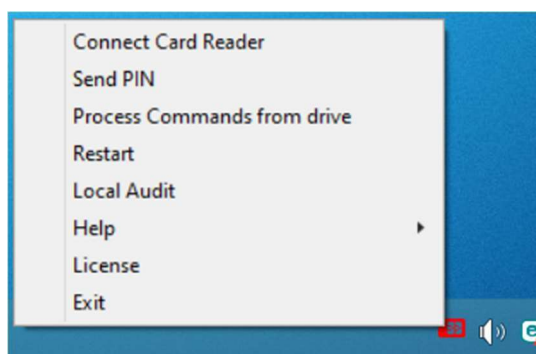 Connect Card Reader
Send PIN
Process Commands from drive
Restart
Local Audit
Help
License
Exit